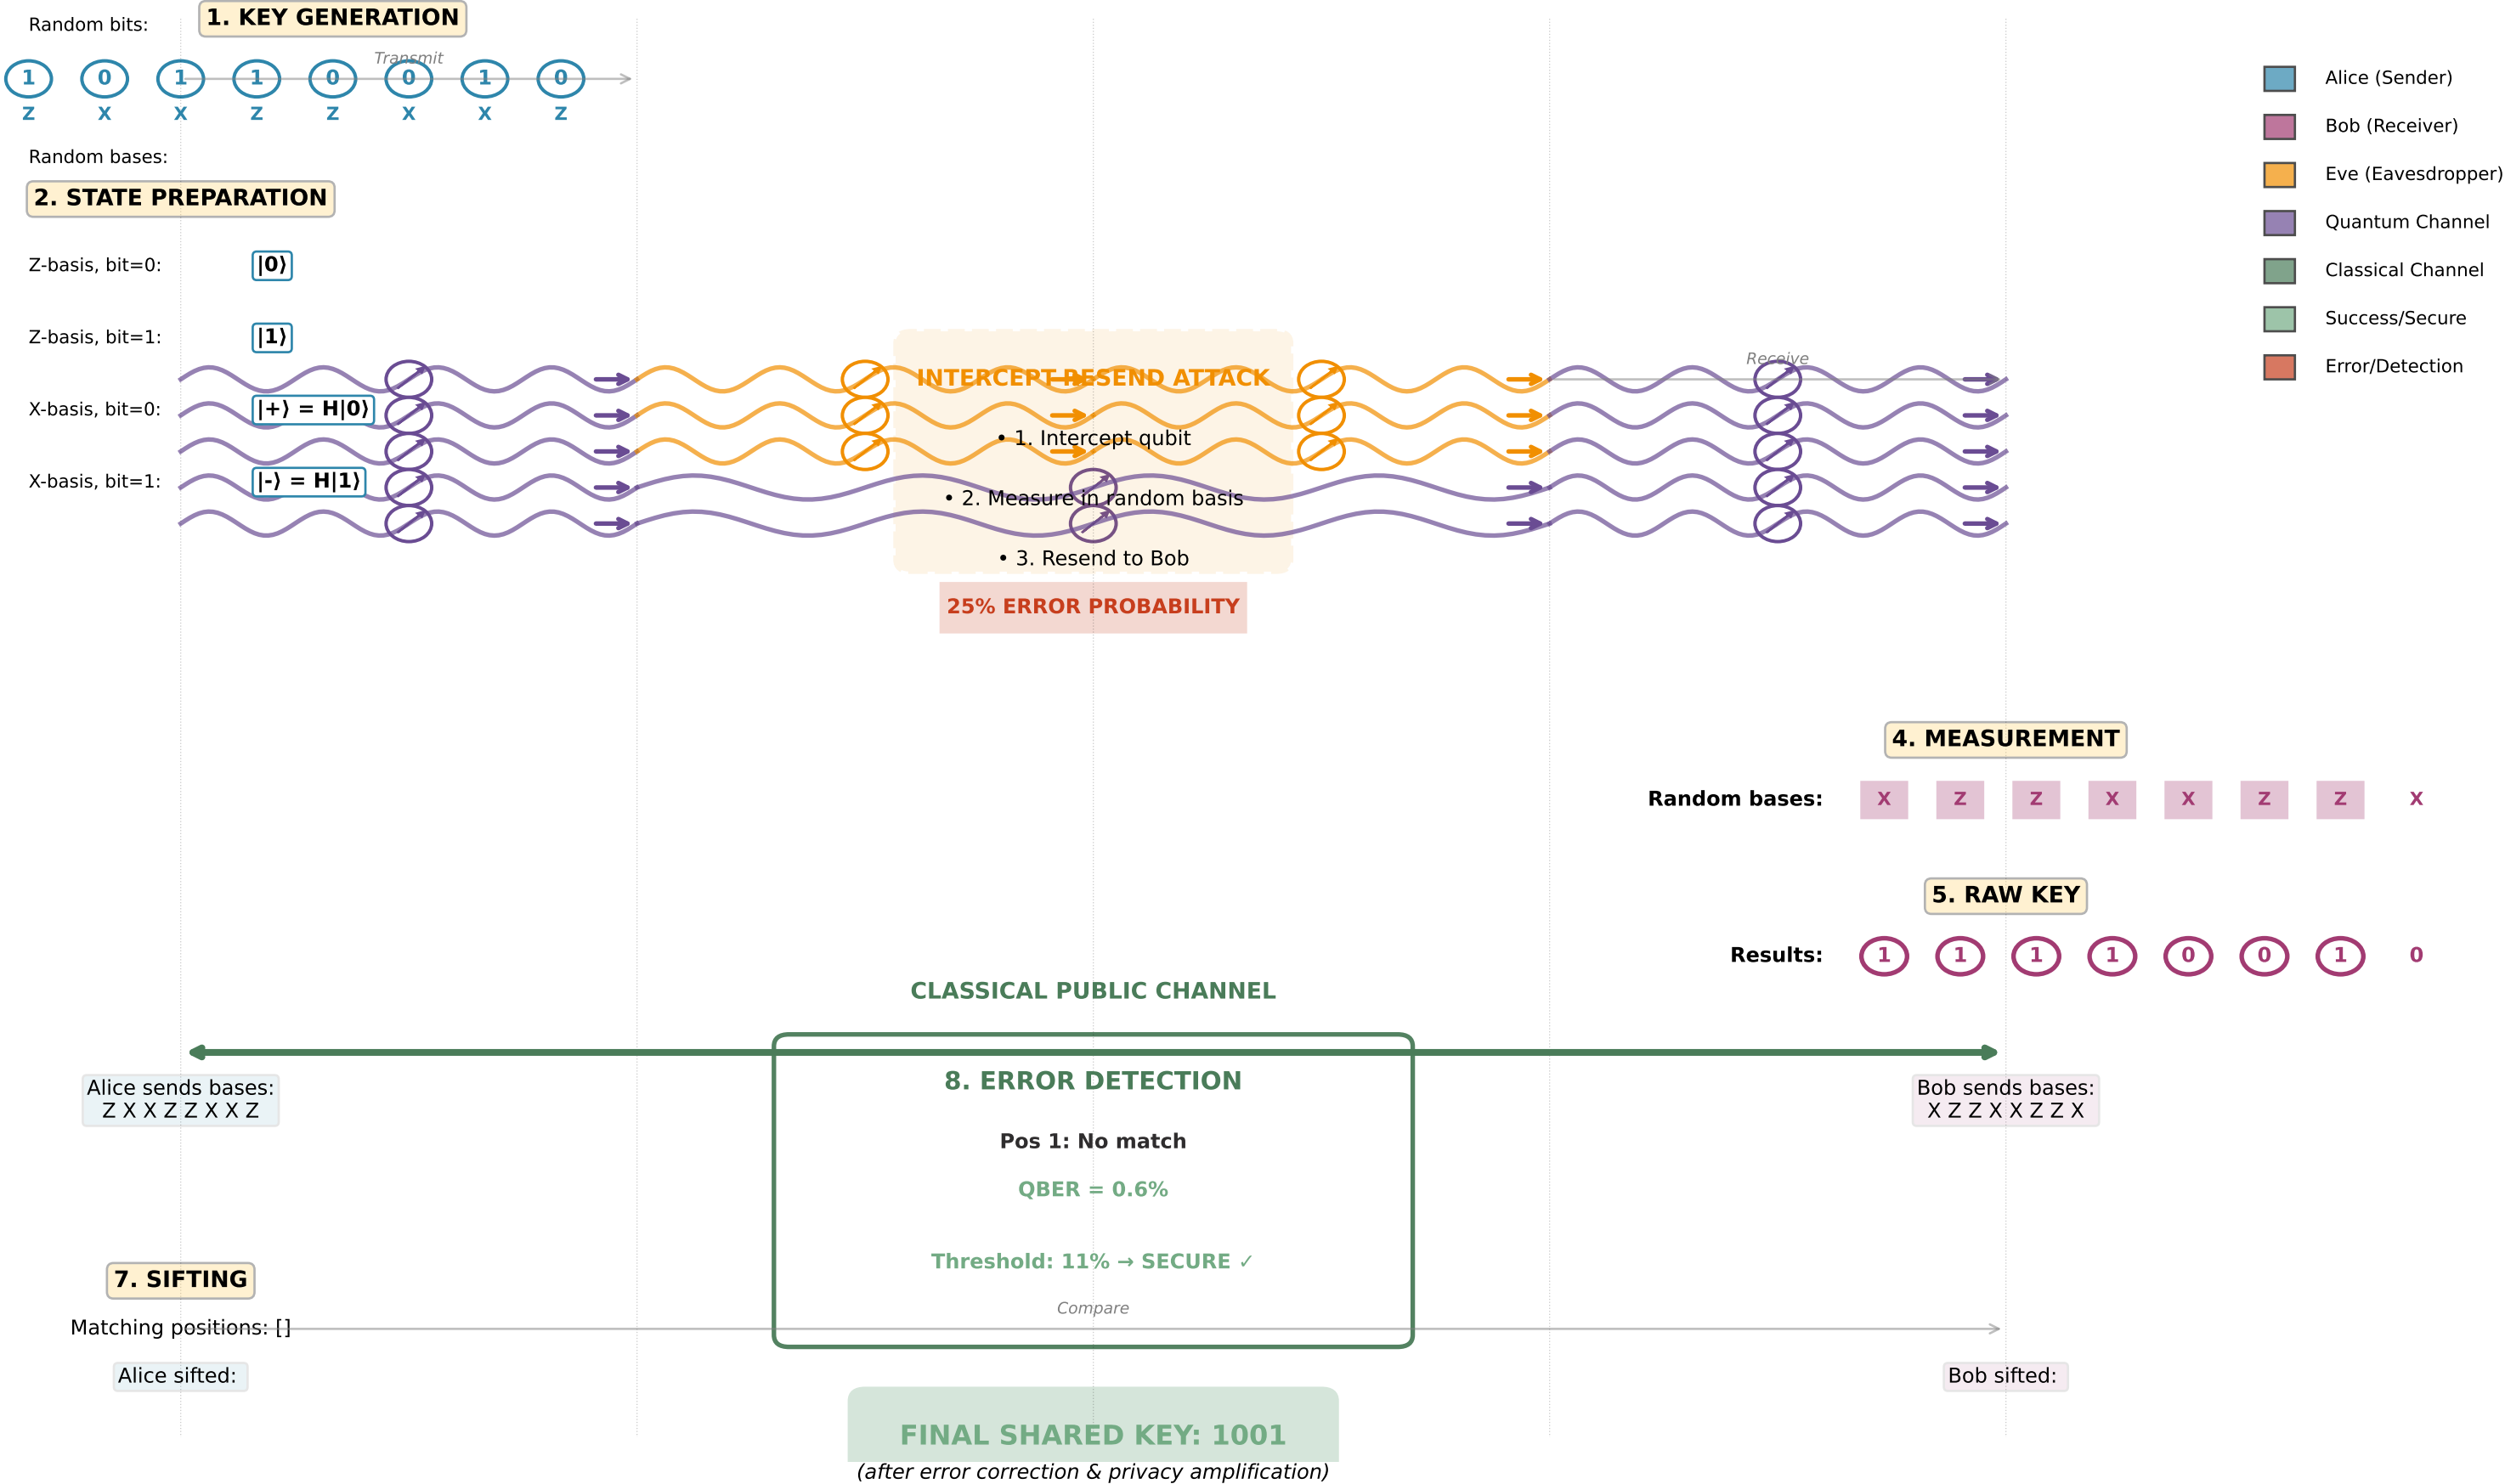 Random bits:
1. KEY GENERATION
Transmit
1 0 1 1 0 0 1 0
Z X X Z Z X X Z
Random bases:
2. STATE PREPARATION
Z-basis, bit=0: |0⟩
Z-basis, bit=1: |1⟩
X-basis, bit=0: |+⟩ = H|0⟩
X-basis, bit=1: |-⟩ = H|1⟩
INTERCEPT-RESEND ATTACK
• 1. Intercept qubit
• 2. Measure in random basis
• 3. Resend to Bob
25% ERROR PROBABILITY
Receive
Alice (Sender)
Bob (Receiver)
Eve (Eavesdropper)
Quantum Channel
Classical Channel
Success/Secure
Error/Detection
4. MEASUREMENT
Random bases: X Z Z X X Z Z X
5. RAW KEY
Results: 1 1 1 1 0 0 1 0
CLASSICAL PUBLIC CHANNEL
Alice sends bases:
Z X X Z Z X X Z
Bob sends bases:
X Z Z X X Z Z X
8. ERROR DETECTION
Pos 1: No match
QBER = 0.6%
Threshold: 11% → SECURE ✓
Compare
7. SIFTING
Matching positions: []
Alice sifted:
Bob sifted:
FINAL SHARED KEY: 1001
(after error correction & privacy amplification)